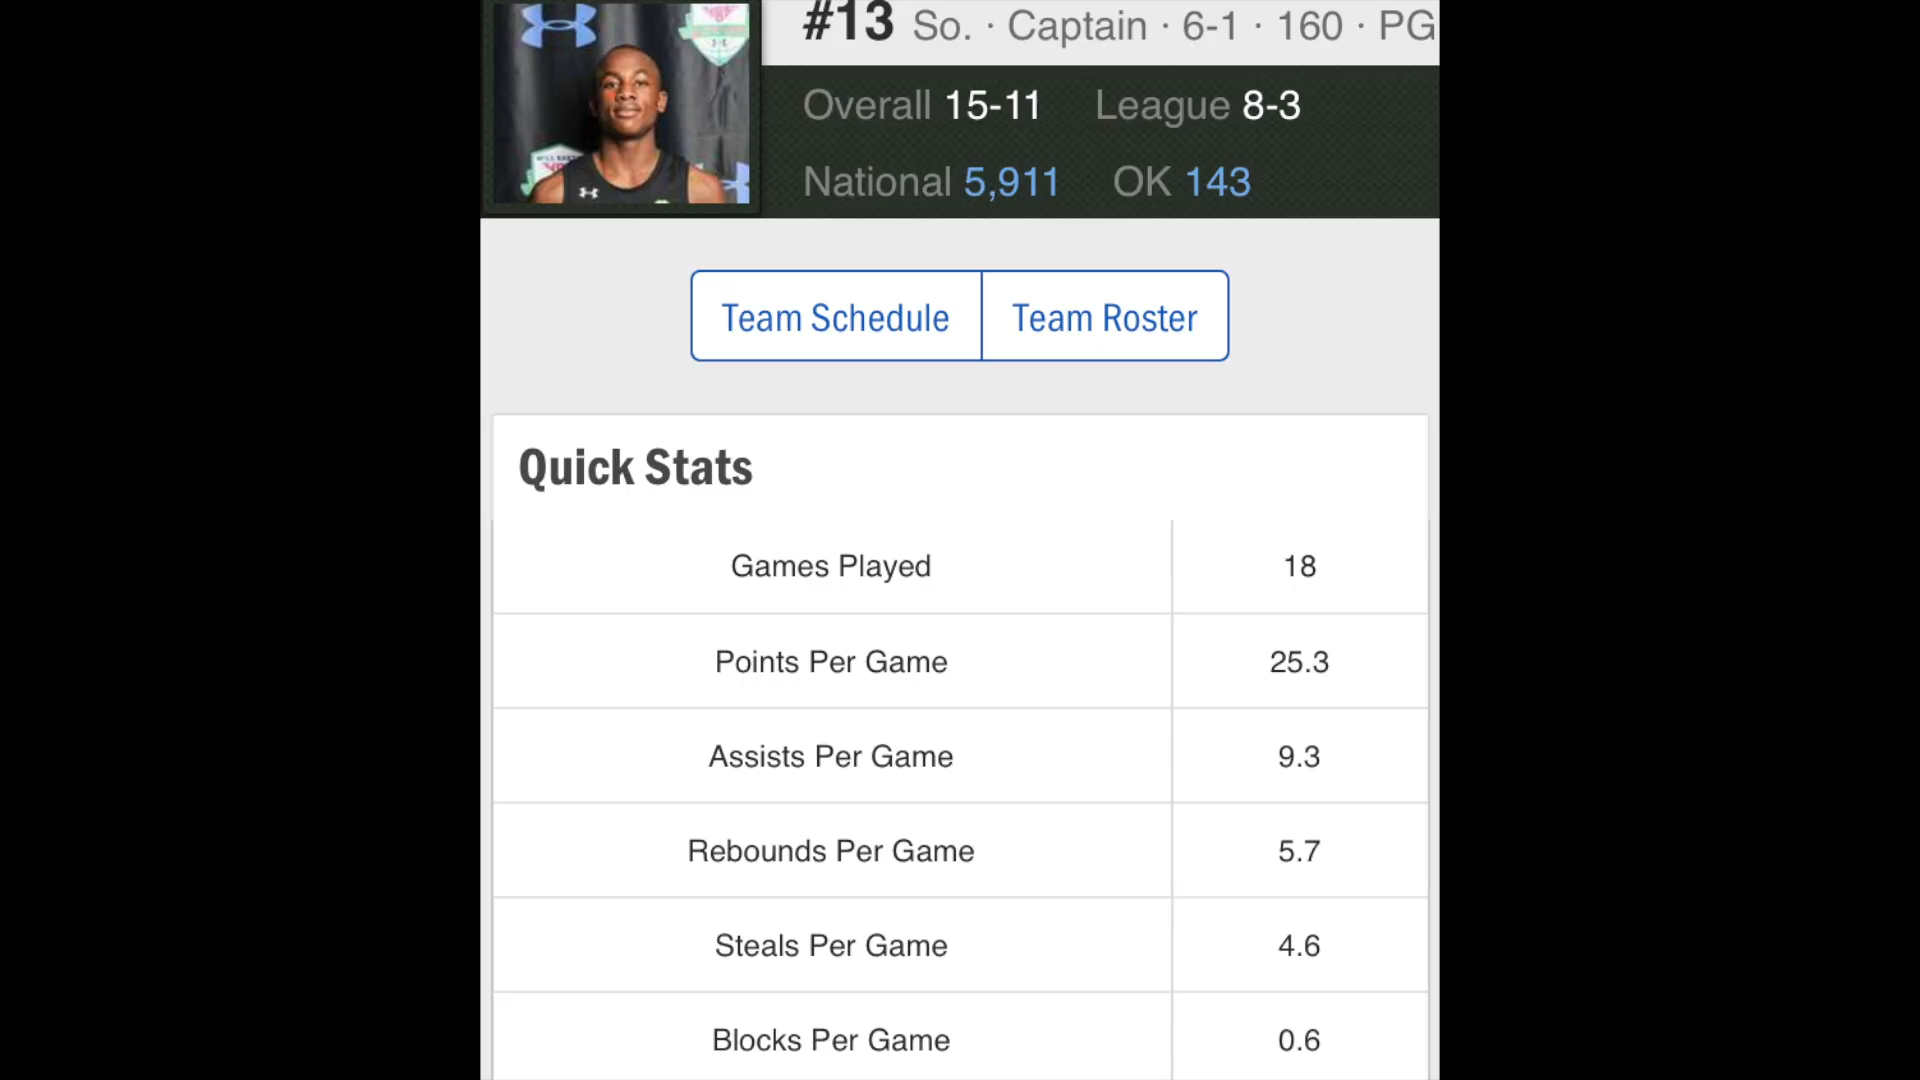 #13 So. · Captain · 6-1 · 160 · PG
Overall 15-11 League 8-3
National 5,911 OK 143
Team Schedule Team Roster
Quick Stats
Games Played 18
Points Per Game 25.3
Assists Per Game 9.3
Rebounds Per Game 5.7
Steals Per Game 4.6
Blocks Per Game 0.6